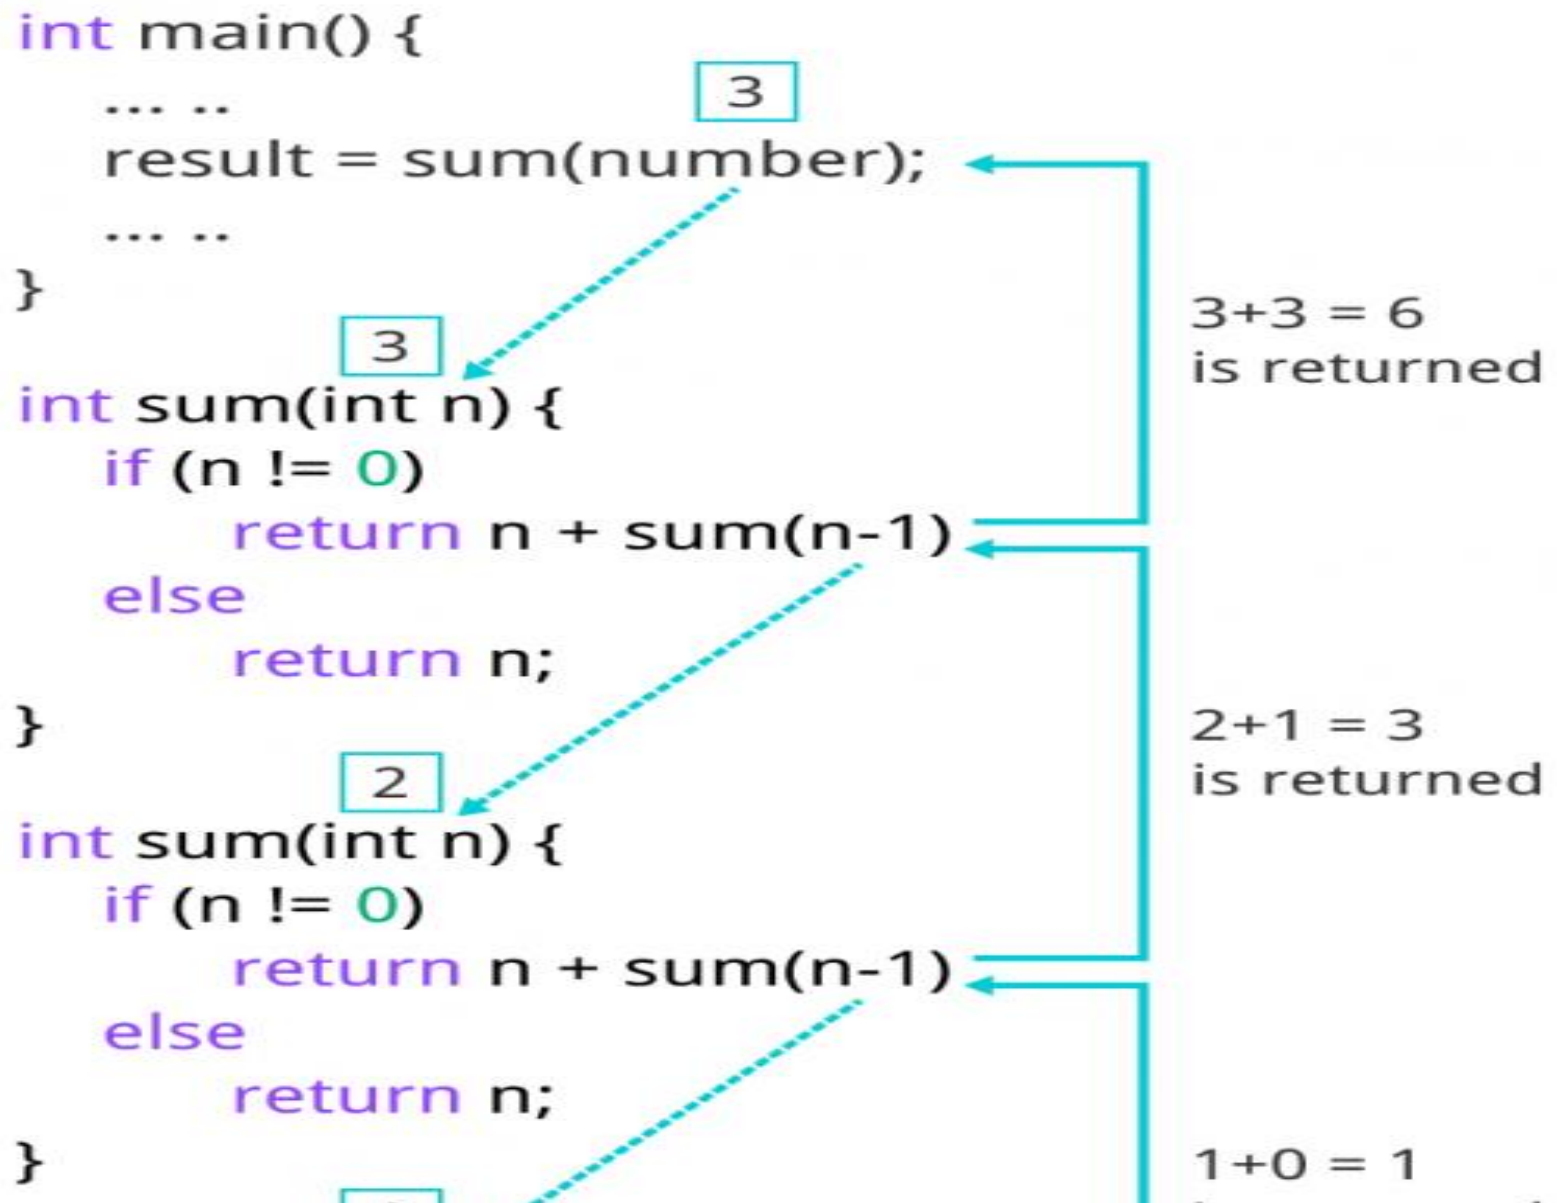 int main() {
3
... ..
result = sum(number);
... ..
}
3+3 = 6
is returned
3
int sum(int n) {
if (n != 0)
return n + sum(n-1)
else
return n;
}
2+1 = 3
is returned
2
int sum(int n) {
if (n != 0)
return n + sum(n-1)
else
return n;
}
1+0 = 1